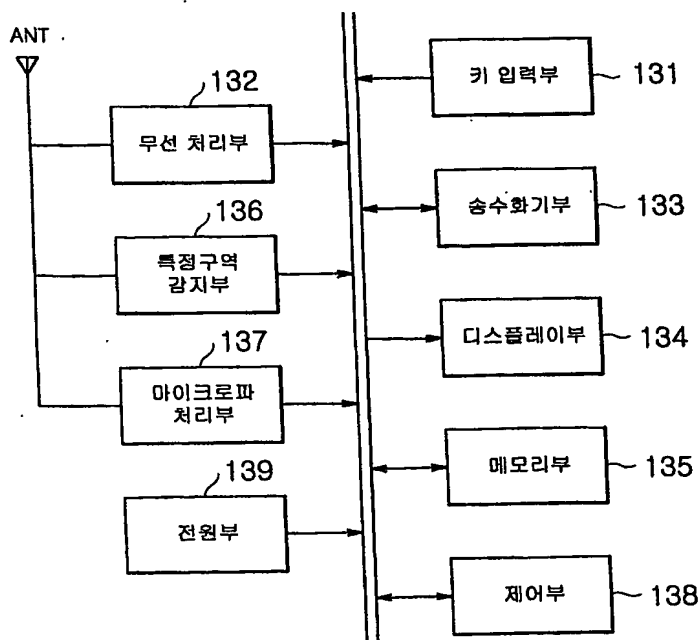 ANT
132
무선 처리부
136
특정구역
감지부
137
마이크로파
처리부
139
전원부
키 입력부
131
송수화기부
133
디스플레이부
134
메모리부
135
제어부
138